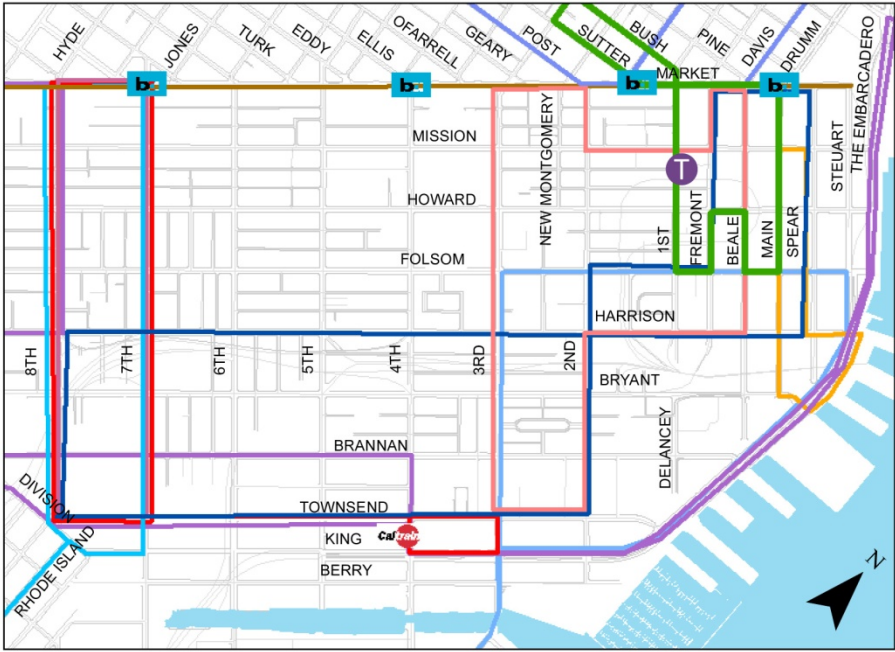 HYDE
JONES
TURK
EDDY
ELLIS
OFARRELL
GEARY
POST
SUTTER
BUSH
PINE
DAVIS
DRUMM
THE EMBARCADERO
b
b
b
b
MARKET
MISSION
NEW MONTGOMERY
STEUART
T
HOWARD
1ST
FREMONT
BEALE
MAIN
SPEAR
FOLSOM
HARRISON
8TH
7TH
6TH
5TH
4TH
3RD
2ND
BRYANT
DELANCEY
BRANNAN
DIVISION
TOWNSEND
KING
Caltrain
BERRY
RHODE ISLAND
N